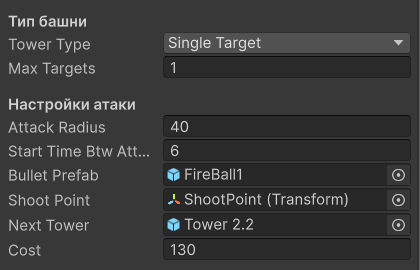 Тип башни
Tower Type Single Target
Max Targets 1
Настройки атаки
Attack Radius 40
Start Time Btw Att... 6
Bullet Prefab FireBall1
Shoot Point ShootPoint (Transform)
Next Tower Tower 2.2
Cost 130